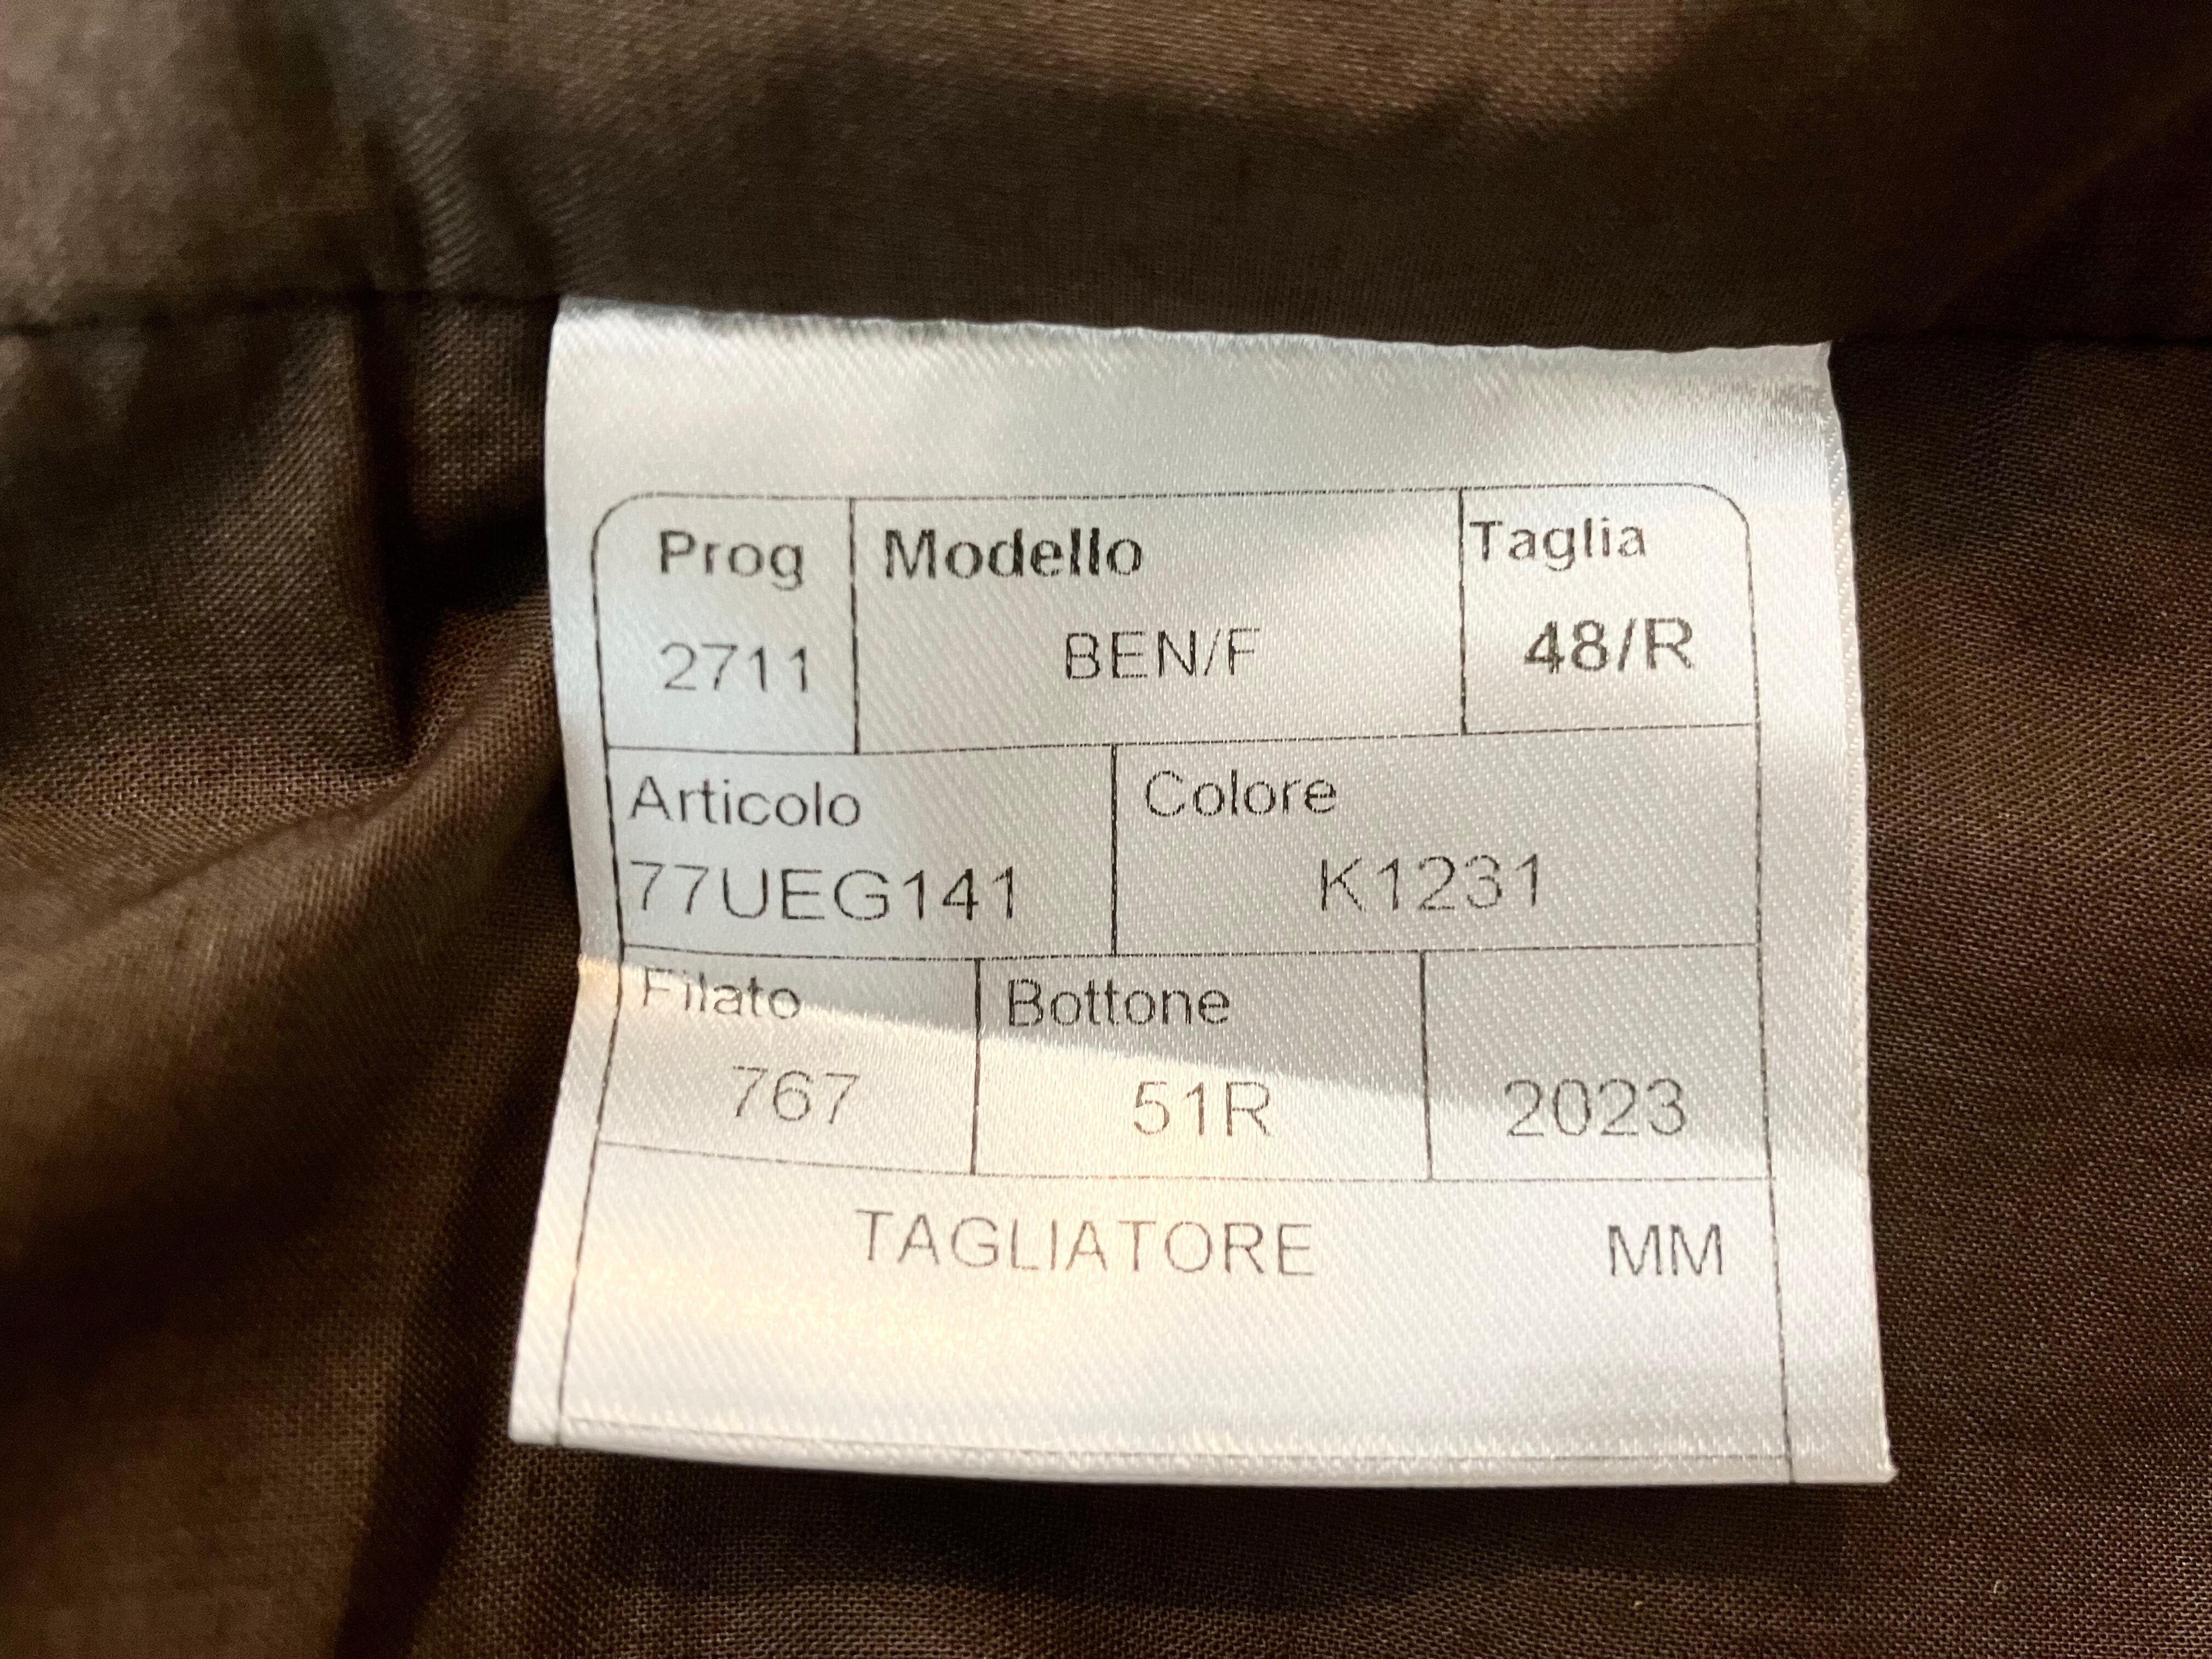 Prog Modello Taglia
2711 BEN/F 48/R
Articolo Colore
77UEG141 K1231
Filato Bottone
767 51R 2023
TAGLIATORE MM